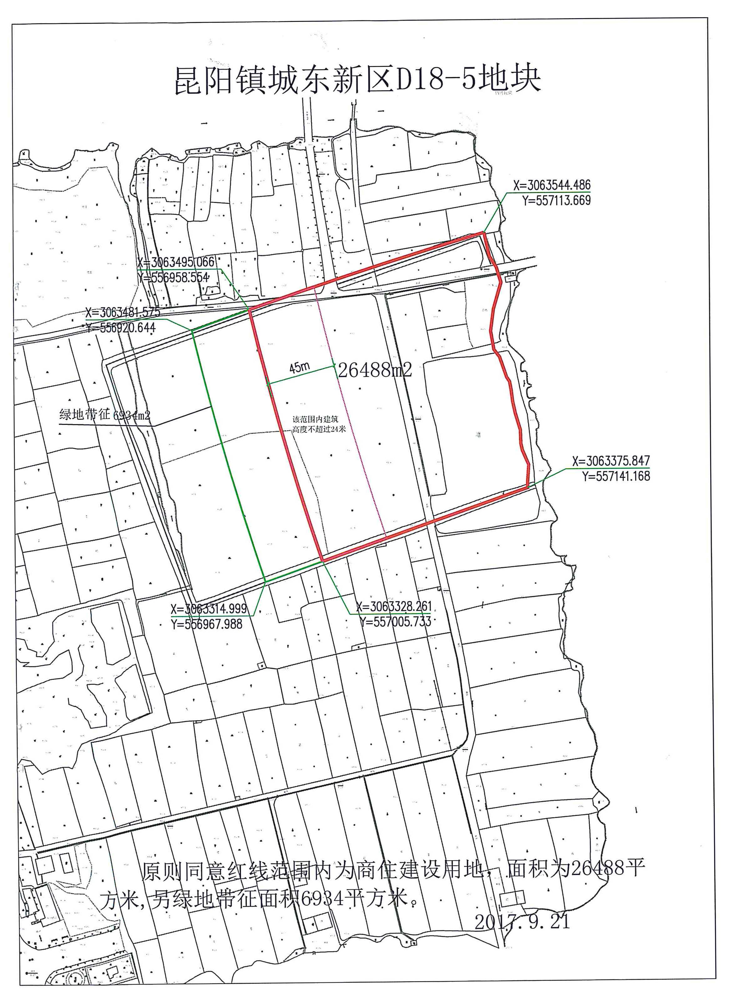 昆阳镇城东新区D18-5地块
X=3063544.486
Y=557113.669
X=3063495.066
Y=556958.554
X=3063481.575
Y=556920.644
45m
26488m2
绿地带征6934m2
该范围内建筑
高度不超过24米
X=3063375.847
Y=557141.168
X=3063314.999
Y=556967.988
X=3063328.261
Y=557005.733
原则同意红线范围内为商住建设用地，面积为26488平
方米,另绿地带征面积6934平方米。
2017.9.21